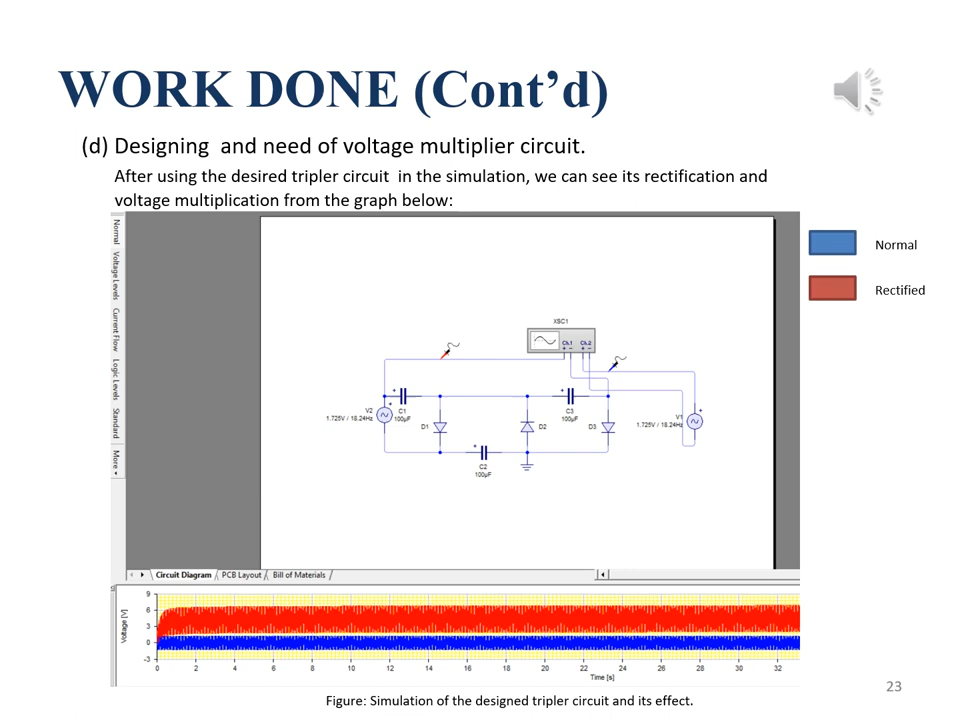 WORK DONE (Cont’d)
(d) Designing  and need of voltage multiplier circuit.
After using the desired tripler circuit  in the simulation, we can see its rectification and
voltage multiplication from the graph below:
Normal
Rectified
Normal
Voltage Levels
Current Flow
Logic Levels
Standard
More
XSC1
Ch.1 Ch.2
V2
1.725V / 18.24Hz
C1
100µF
D1
C2
100µF
D2
C3
100µF
D3
V1
1.725V / 18.24Hz
Circuit Diagram / PCB Layout / Bill of Materials /
Voltage [V]
9
6
3
0
-3
0 2 4 6 8 10 12 14 16 18 20 22 24 26 28 30 32
Time [s]
Figure: Simulation of the designed tripler circuit and its effect.
23